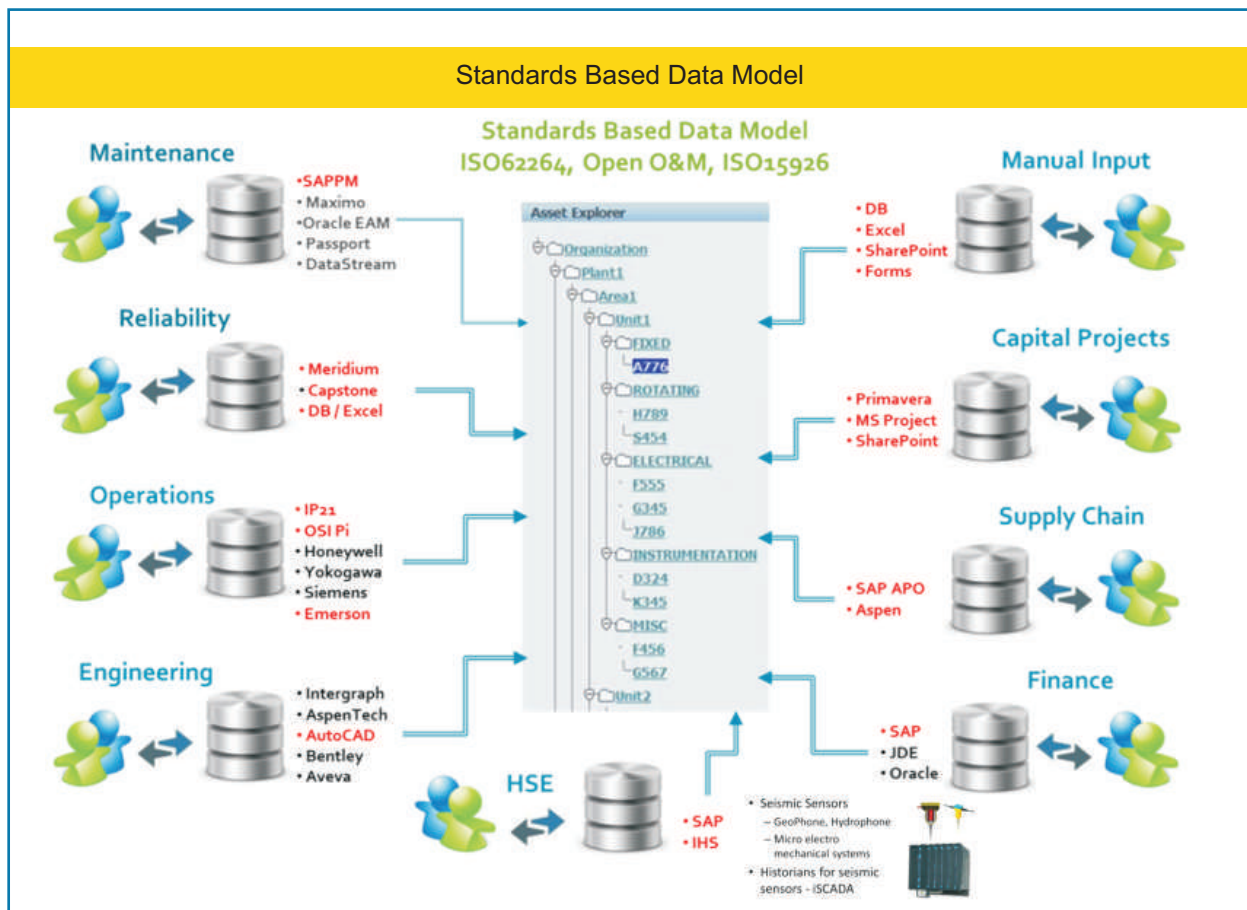 Standards Based Data Model
Standards Based Data Model
ISO62264, Open O&M, ISO15926
Maintenance
•SAPPM
• Maximo
•Oracle EAM
• Passport
• DataStream
Reliability
• Meridium
• Capstone
• DB / Excel
Operations
• IP21
• OSI Pi
• Honeywell
• Yokogawa
• Siemens
• Emerson
Engineering
• Intergraph
• AspenTech
• AutoCAD
• Bentley
• Aveva
Asset Explorer
Organization
Plant1
Area1
Unit1
FIXED
A776
ROTATING
H789
S454
ELECTRICAL
F555
G345
J786
INSTRUMENTATION
D324
K345
MISC
F456
G567
Unit2
Manual Input
• DB
• Excel
• SharePoint
• Forms
Capital Projects
• Primavera
• MS Project
• SharePoint
Supply Chain
• SAP APO
• Aspen
Finance
• SAP
• JDE
• Oracle
HSE
• SAP
• IHS
• Seismic Sensors
– GeoPhone, Hydrophone
– Micro electro
mechanical systems
• Historians for seismic
sensors - iSCADA